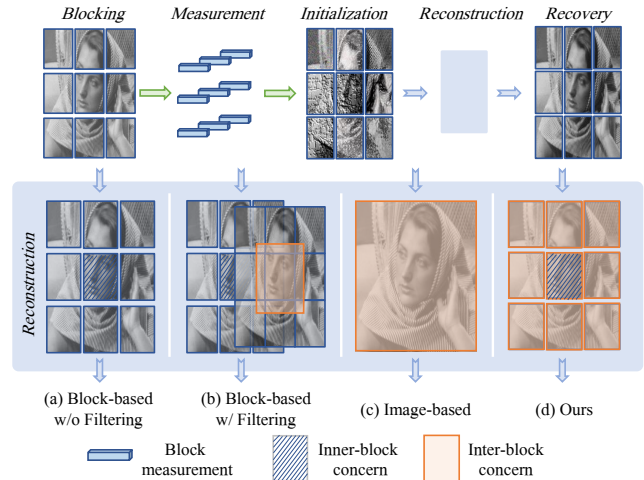 Blocking
Measurement
Initialization
Reconstruction
Recovery
Reconstruction
(a) Block-based
w/o Filtering
(b) Block-based
w/ Filtering
(c) Image-based
(d) Ours
Block
measurement
Inner-block
concern
Inter-block
concern